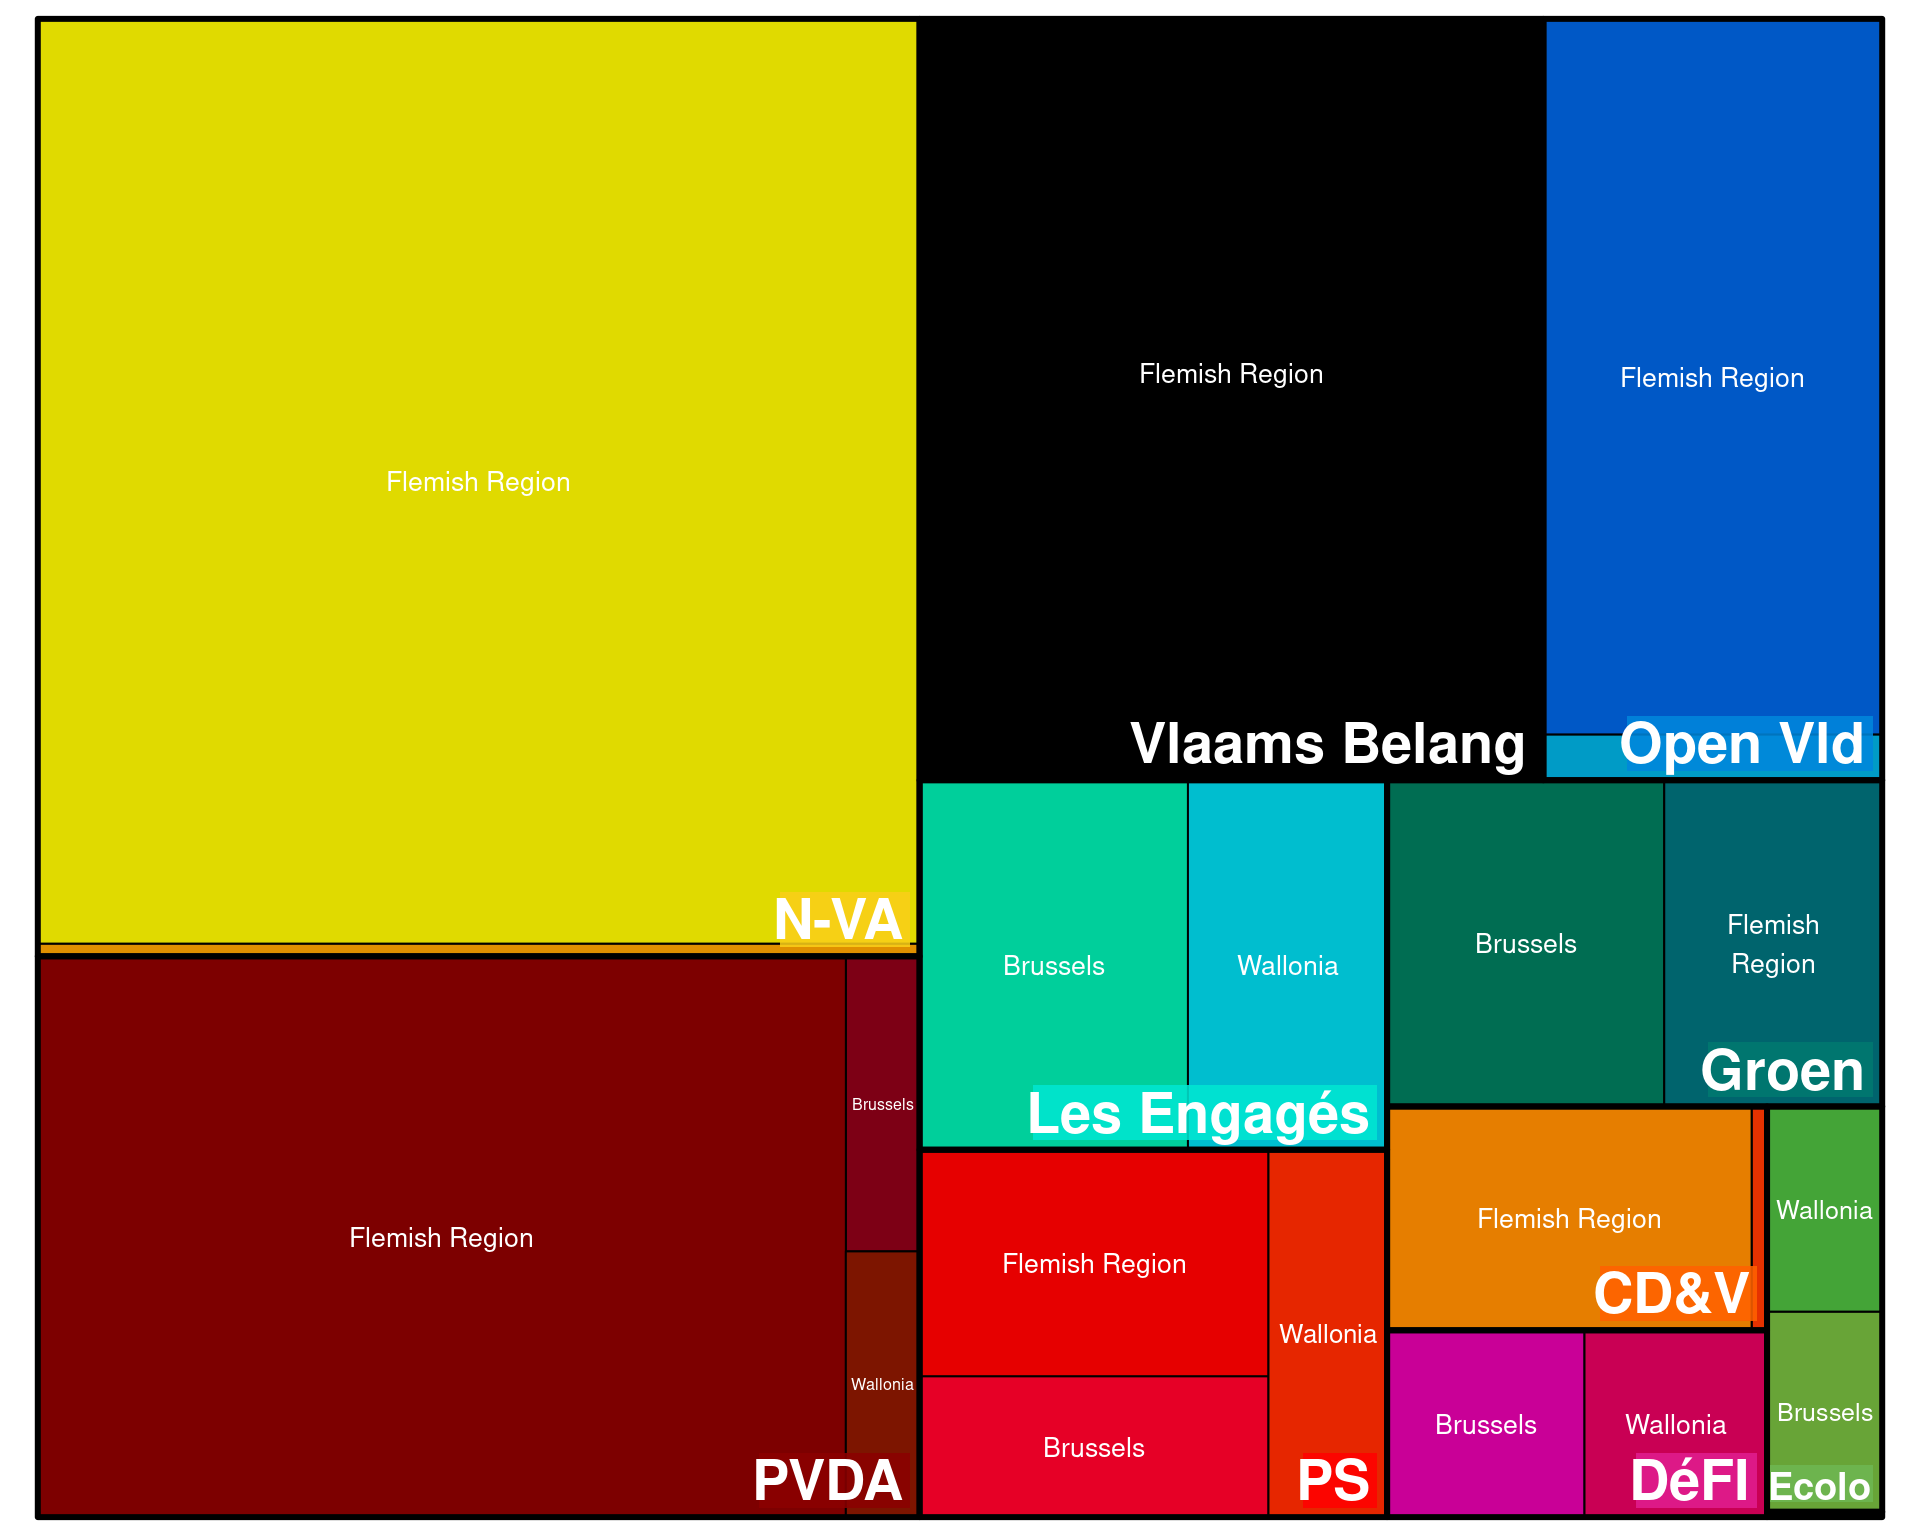 Flemish Region
N-VA
Flemish Region
Vlaams Belang
Flemish Region
Open Vld
Flemish Region
Brussels
Wallonia
PVDA
Brussels
Wallonia
Les Engagés
Brussels
Flemish
Region
Groen
Flemish Region
Brussels
Wallonia
PS
Flemish Region
CD&V
Brussels
Wallonia
DéFI
Wallonia
Brussels
Ecolo